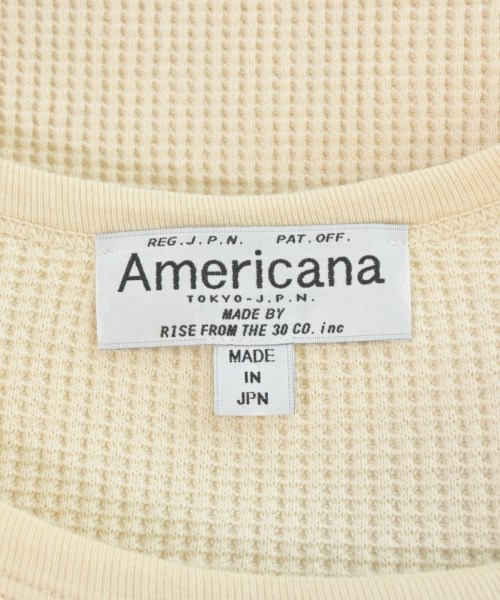 REG.J.P.N. PAT.OFF.
Americana
TOKYO-J.P.N.
MADE BY
RISE FROM THE 30 CO. inc
MADE
IN
JPN